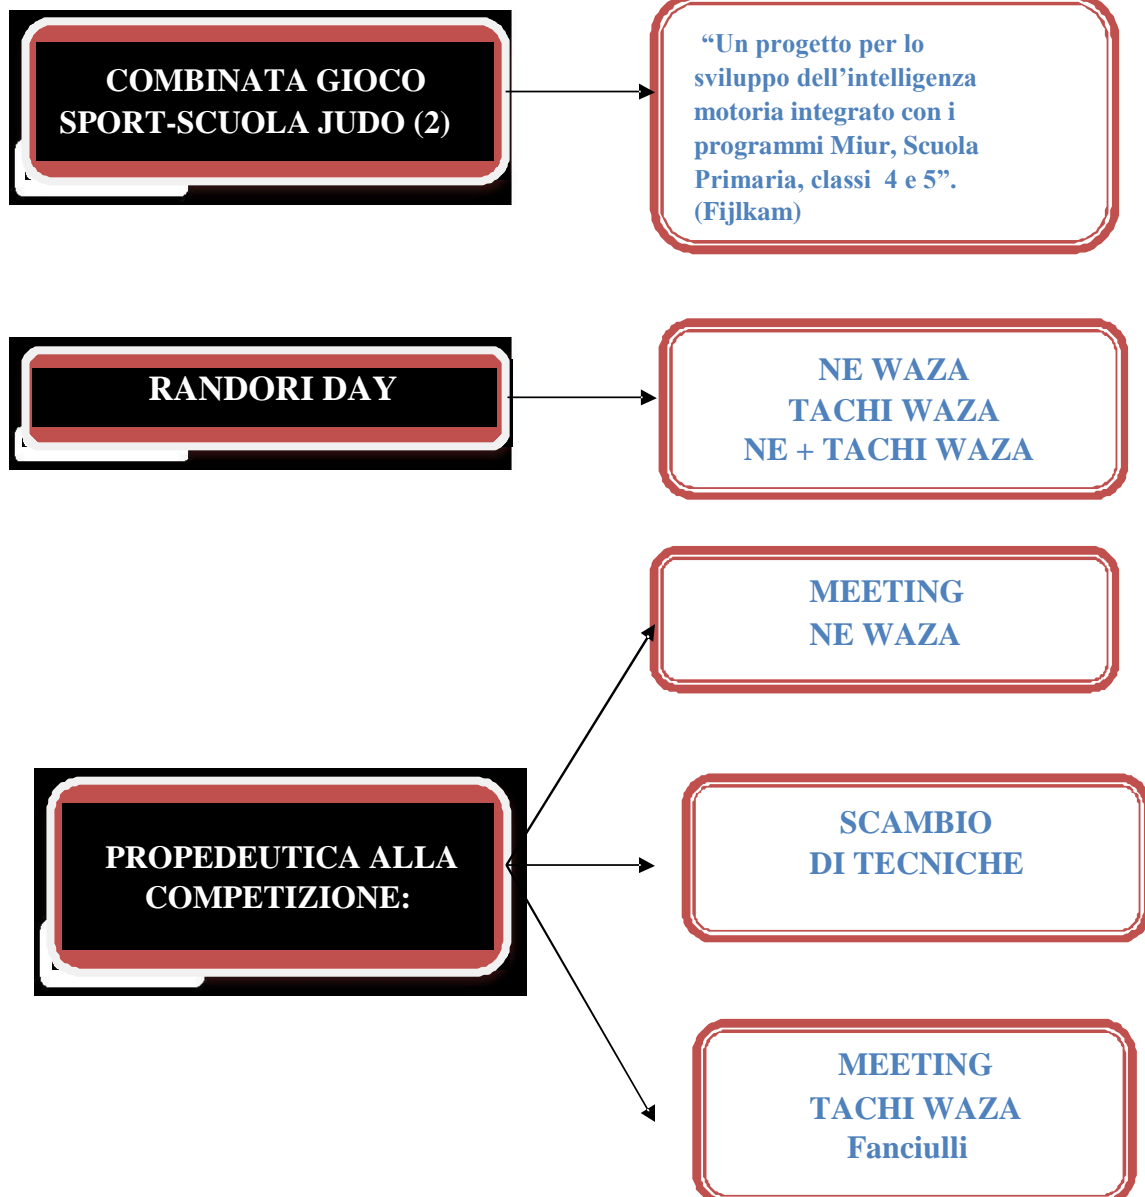 COMBINATA GIOCO
SPORT-SCUOLA JUDO (2)
“Un progetto per lo
sviluppo dell’intelligenza
motoria integrato con i
programmi Miur, Scuola
Primaria, classi 4 e 5”.
(Fijlkam)
RANDORI DAY
NE WAZA
TACHI WAZA
NE + TACHI WAZA
MEETING
NE WAZA
PROPEDEUTICA ALLA
COMPETIZIONE:
SCAMBIO
DI TECNICHE
MEETING
TACHI WAZA
Fanciulli